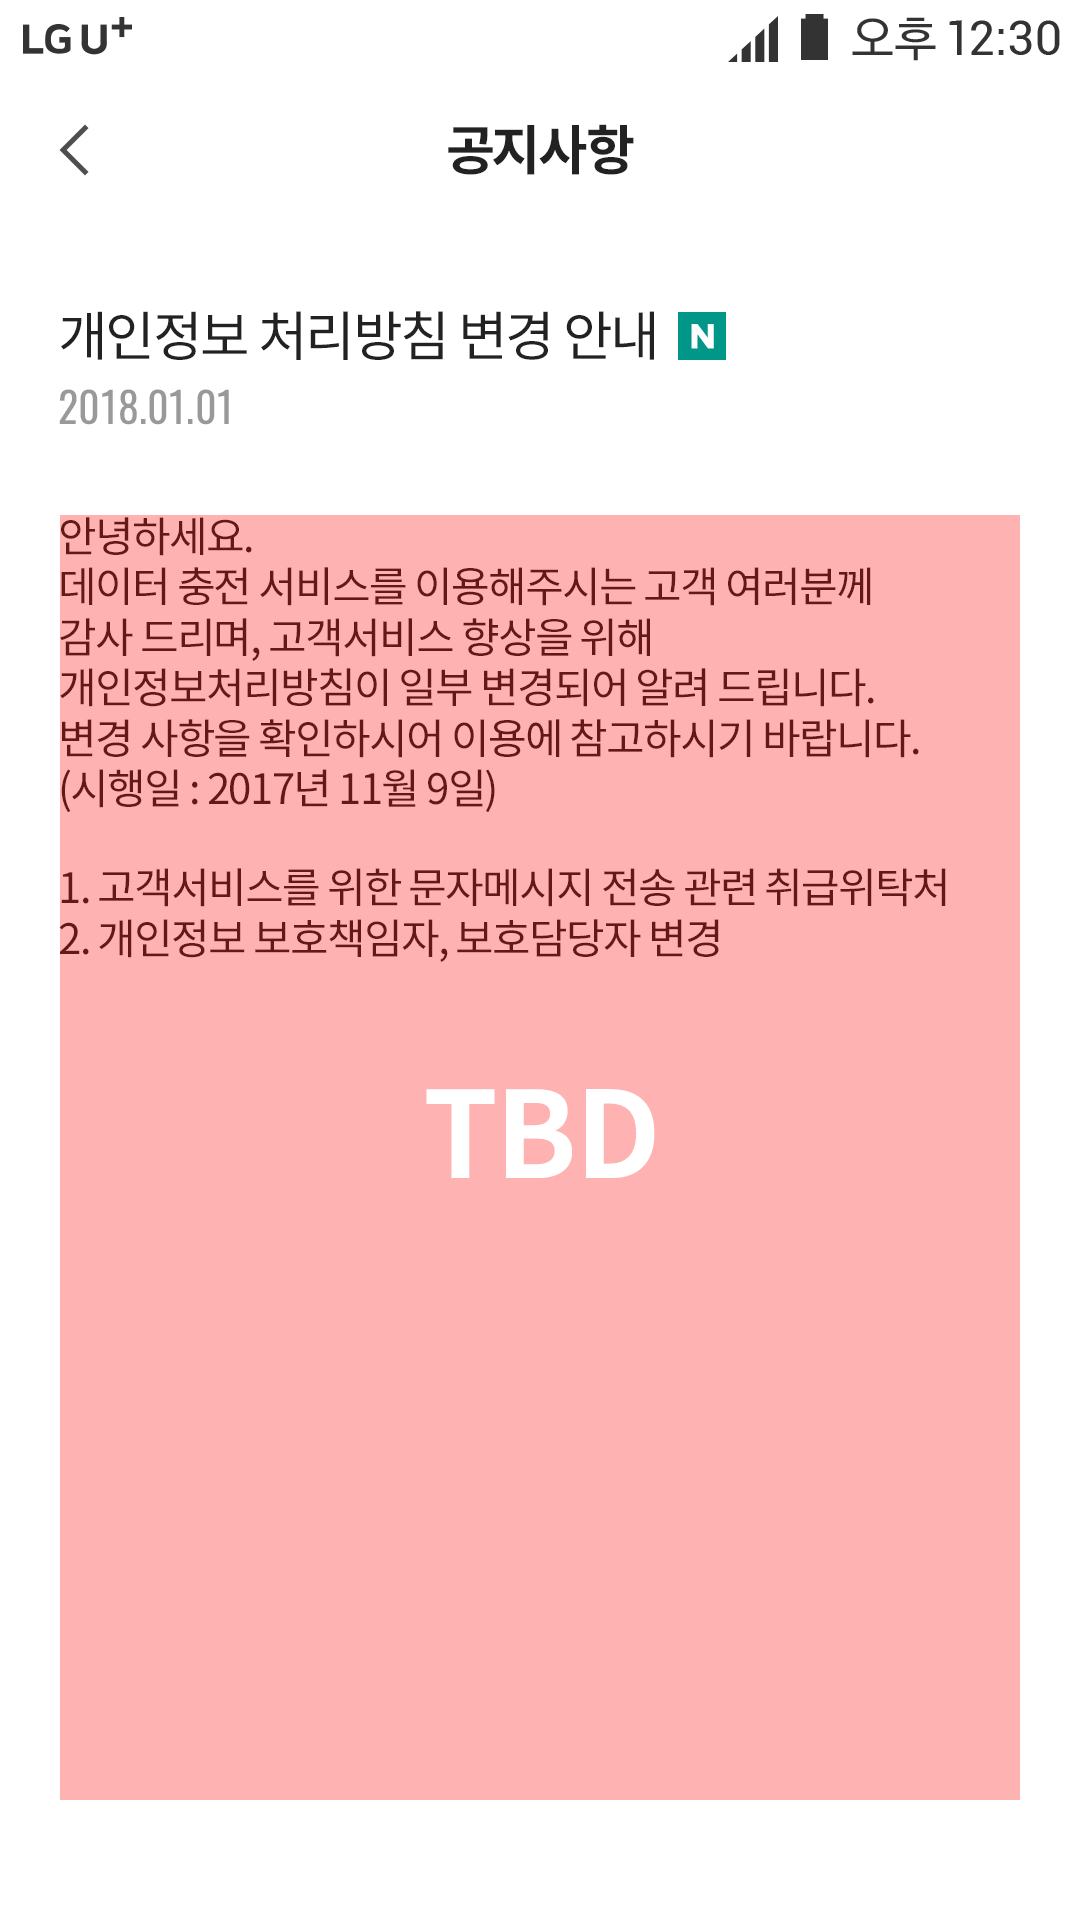 LG U+
오후 12:30
공지사항
개인정보 처리방침 변경 안내 N
2018.01.01
안녕하세요.
데이터 충전 서비스를 이용해주시는 고객 여러분께
감사 드리며, 고객서비스 향상을 위해
개인정보처리방침이 일부 변경되어 알려 드립니다.
변경 사항을 확인하시어 이용에 참고하시기 바랍니다.
(시행일 : 2017년 11월 9일)
1. 고객서비스를 위한 문자메시지 전송 관련 취급위탁처
2. 개인정보 보호책임자, 보호담당자 변경
TBD